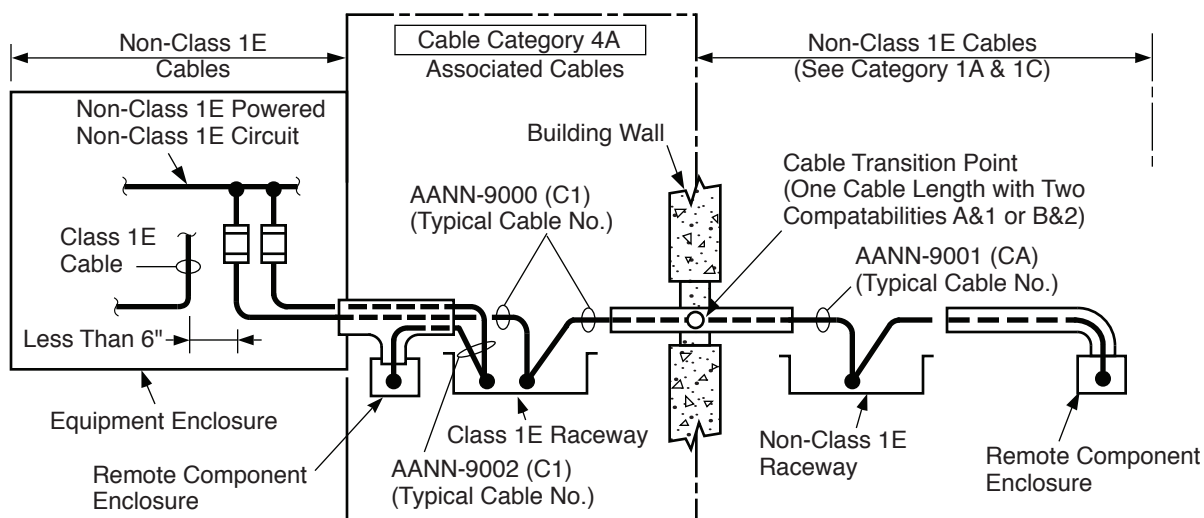 Non-Class 1E
Cables
Cable Category 4A
Associated Cables
Non-Class 1E Cables
(See Category 1A & 1C)
Non-Class 1E Powered
Non-Class 1E Circuit
Building Wall
Cable Transition Point
(One Cable Length with Two
Compatabilities A&1 or B&2)
AANN-9000 (C1)
(Typical Cable No.)
Class 1E
Cable
AANN-9001 (CA)
(Typical Cable No.)
Less Than 6"
Equipment Enclosure
Class 1E Raceway
Non-Class 1E
Raceway
Remote Component
Enclosure
Remote Component
Enclosure
AANN-9002 (C1)
(Typical Cable No.)